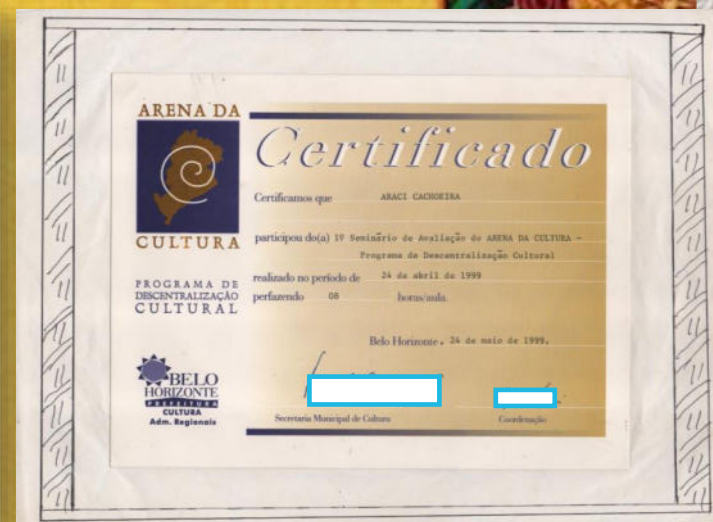 ARENA DA
CULTURA
PROGRAMA DE
DESCENTRALIZAÇÃO
CULTURAL
BELO
HORIZONTE
PREFEITURA
CULTURA
Adm. Regionais
Certificado
Certificamos que ARACI CACHOEIRA
participou do(a) 1º Seminário de Avaliação do ARENA DA CULTURA -
Programa de Descentralização Cultural
realizado no período de 24 de abril de 1999
perfazendo 08 horas/aula.
Belo Horizonte, 24 de maio de 1999.
Secretaria Municipal de Cultura
Coordenação